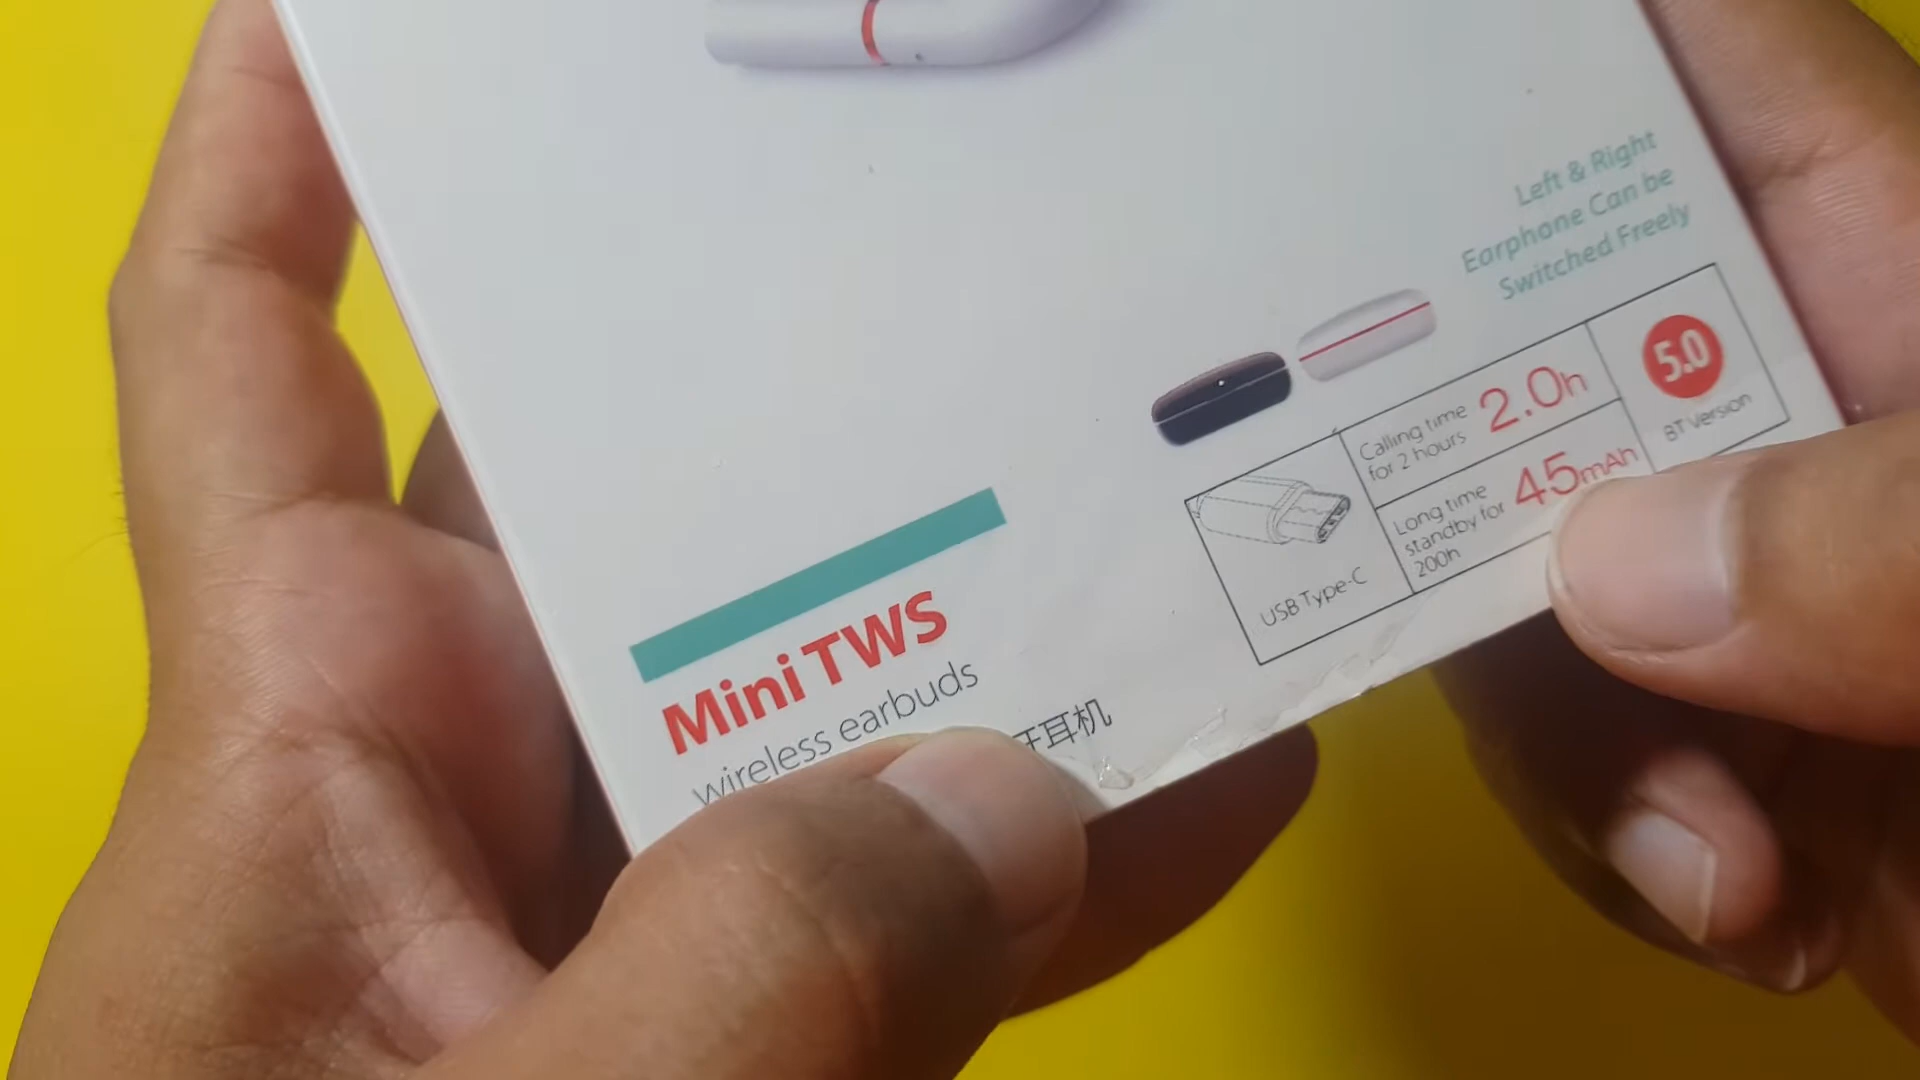 Left & Right
Earphone Can be
Switched Freely
5.0
BT Version
Calling time
for 2 hours
2.0h
Long time
standby for
200h
45mAh
USB Type-C
Mini TWS
wireless earbuds
耳机